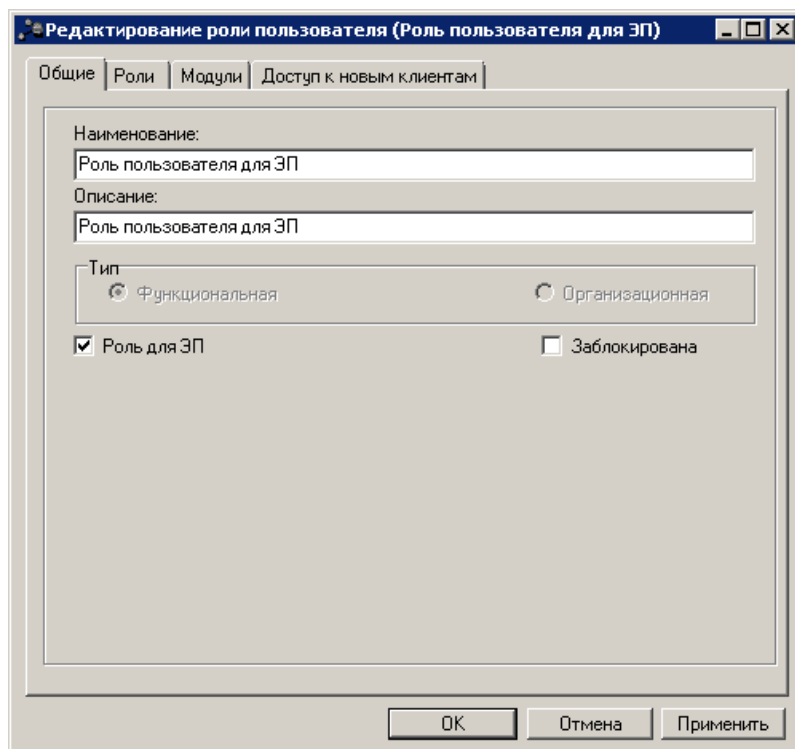 Редактирование роли пользователя (Роль пользователя для ЭП)
Общие Роли Модули Доступ к новым клиентам
Наименование:
Роль пользователя для ЭП
Описание:
Роль пользователя для ЭП
Тип
Функциональная Организационная
Роль для ЭП Заблокирована
OK Отмена Применить